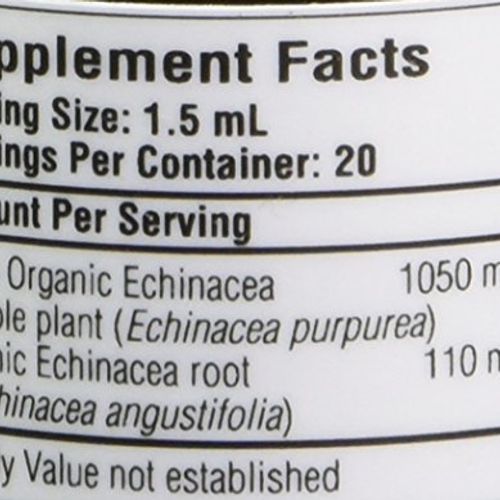 pplement Facts
ing Size: 1.5 mL
ings Per Container: 20
unt Per Serving
Organic Echinacea 1050 m
le plant (Echinacea purpurea)
ic Echinacea root 110 m
hinacea angustifolia)
y Value not established